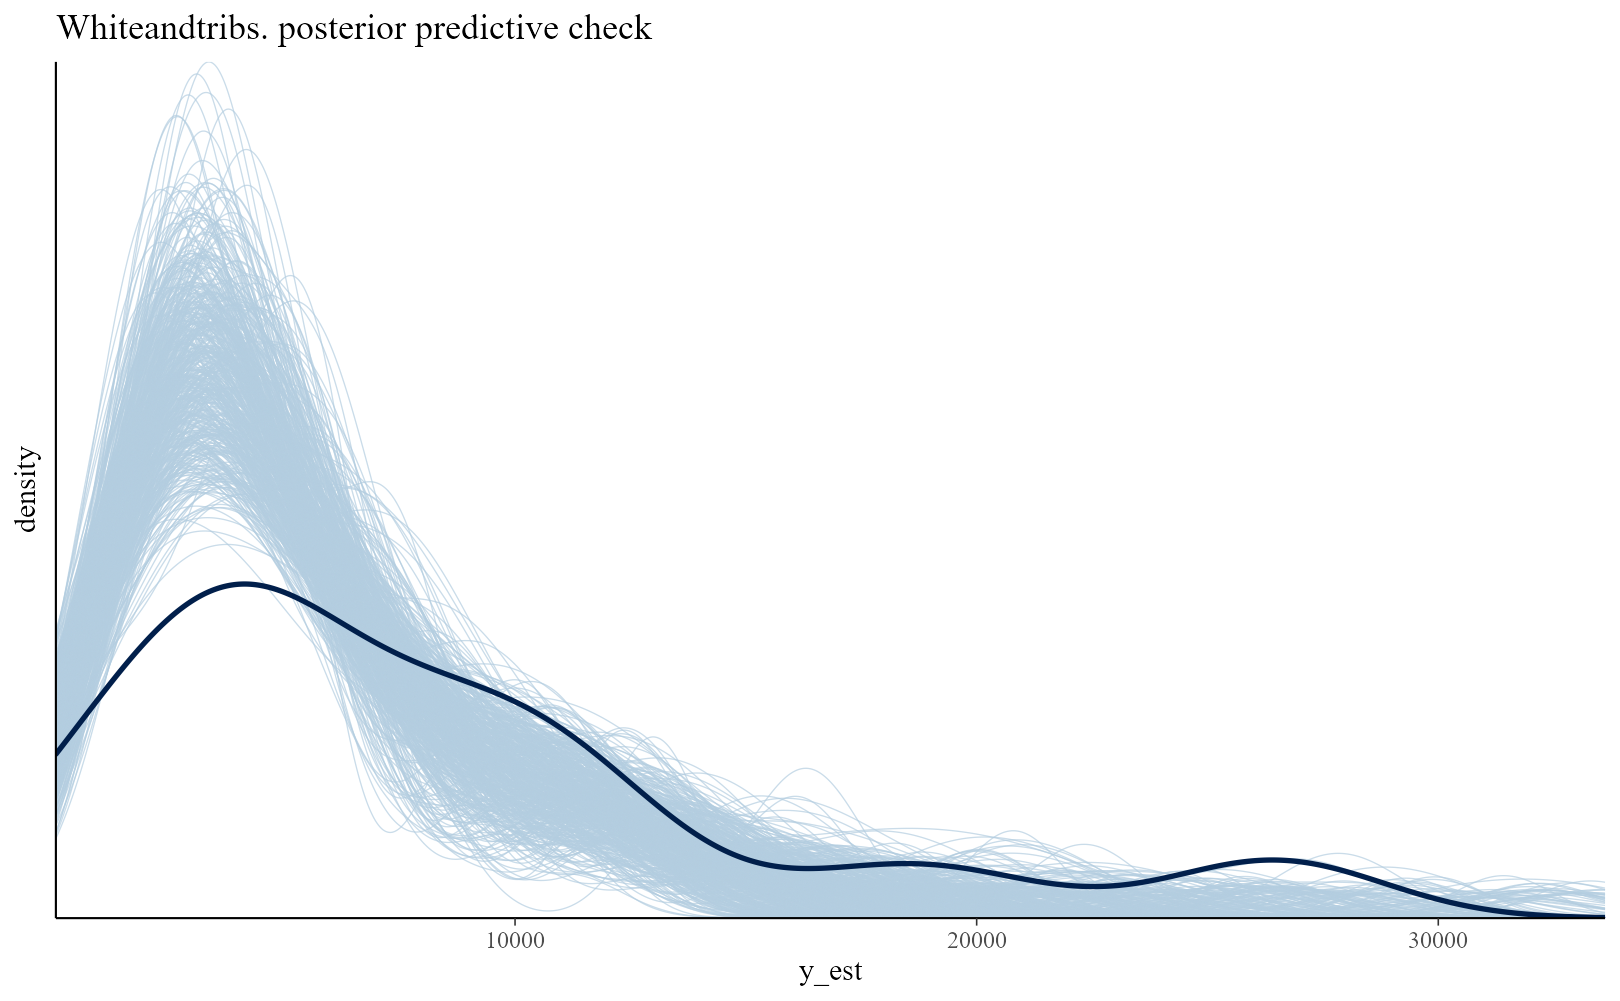 Whiteandtribs. posterior predictive check
density
10000
20000
30000
y_est